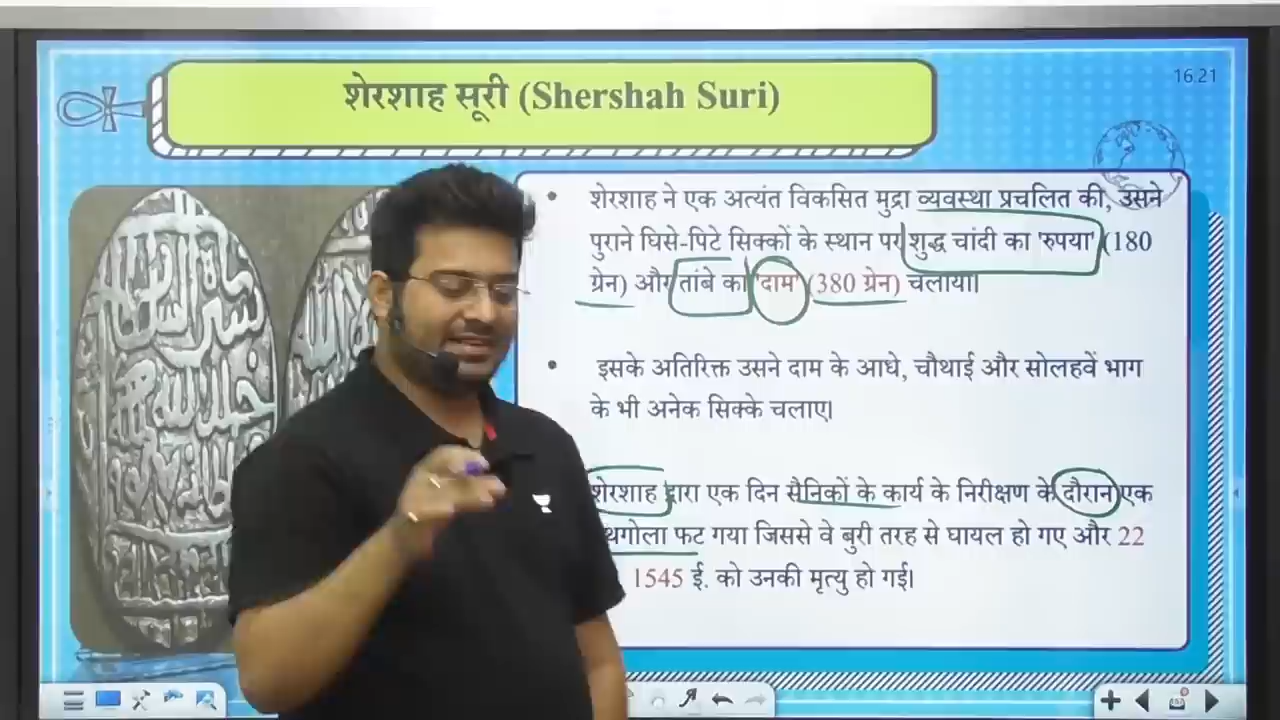 16:21
शेरशाह सूरी (Shershah Suri)
शेरशाह ने एक अत्यंत विकसित मुद्रा व्यवस्था प्रचलित की, उसने
पुराने घिसे-पिटे सिक्कों के स्थान पर शुद्ध चांदी का 'रुपया' (180
ग्रेन) और तांबे का 'दाम' (380 ग्रेन) चलाया।
इसके अतिरिक्त उसने दाम के आधे, चौथाई और सोलहवें भाग
के भी अनेक सिक्के चलाए।
शेरशाह द्वारा एक दिन सैनिकों के कार्य के निरीक्षण के दौरान एक
फट गया जिससे वे बुरी तरह से घायल हो गए और 22
1545 ई. को उनकी मृत्यु हो गई।